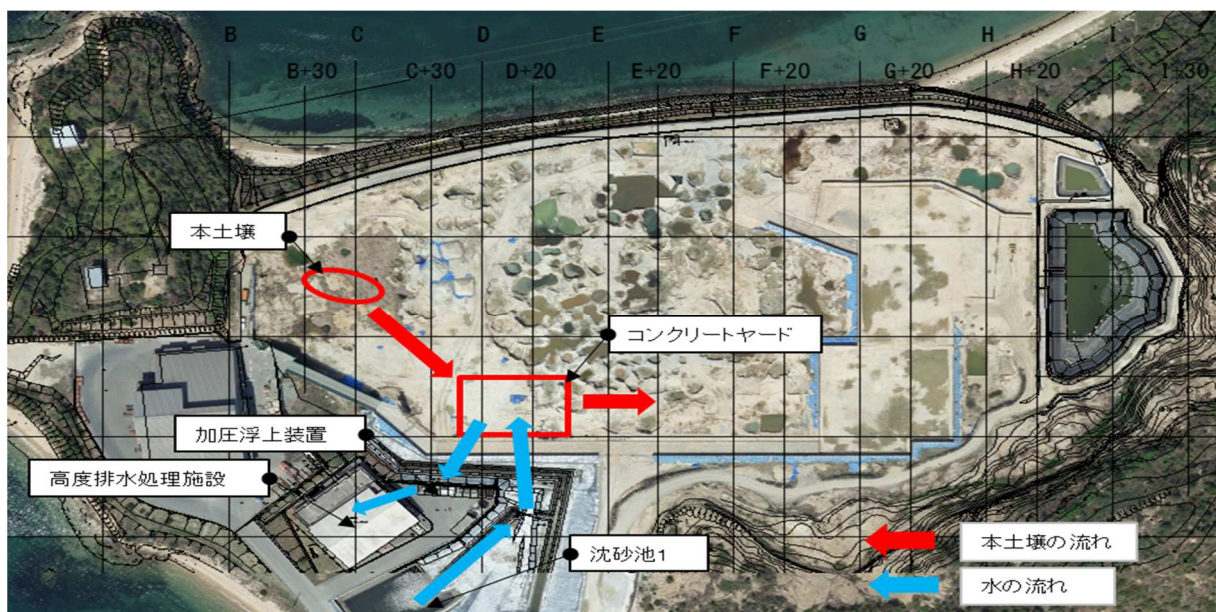 A B C D E F G H I
B+30 C+30 D+20 E+20 F+20 G+20 H+20 I+30
本土壌
コンクリートヤード
加圧浮上装置
高度排水処理施設
沈砂池1
本土壌の流れ
水の流れ